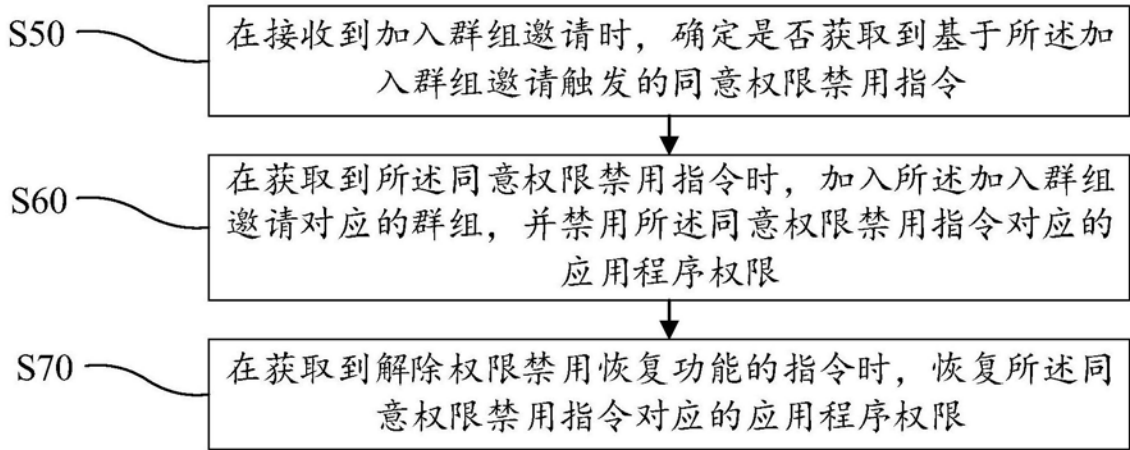 S50
在接收到加入群组邀请时，确定是否获取到基于所述加
入群组邀请触发的同意权限禁用指令
S60
在获取到所述同意权限禁用指令时，加入所述加入群组
邀请对应的群组，并禁用所述同意权限禁用指令对应的
应用程序权限
S70
在获取到解除权限禁用恢复功能的指令时，恢复所述同
意权限禁用指令对应的应用程序权限